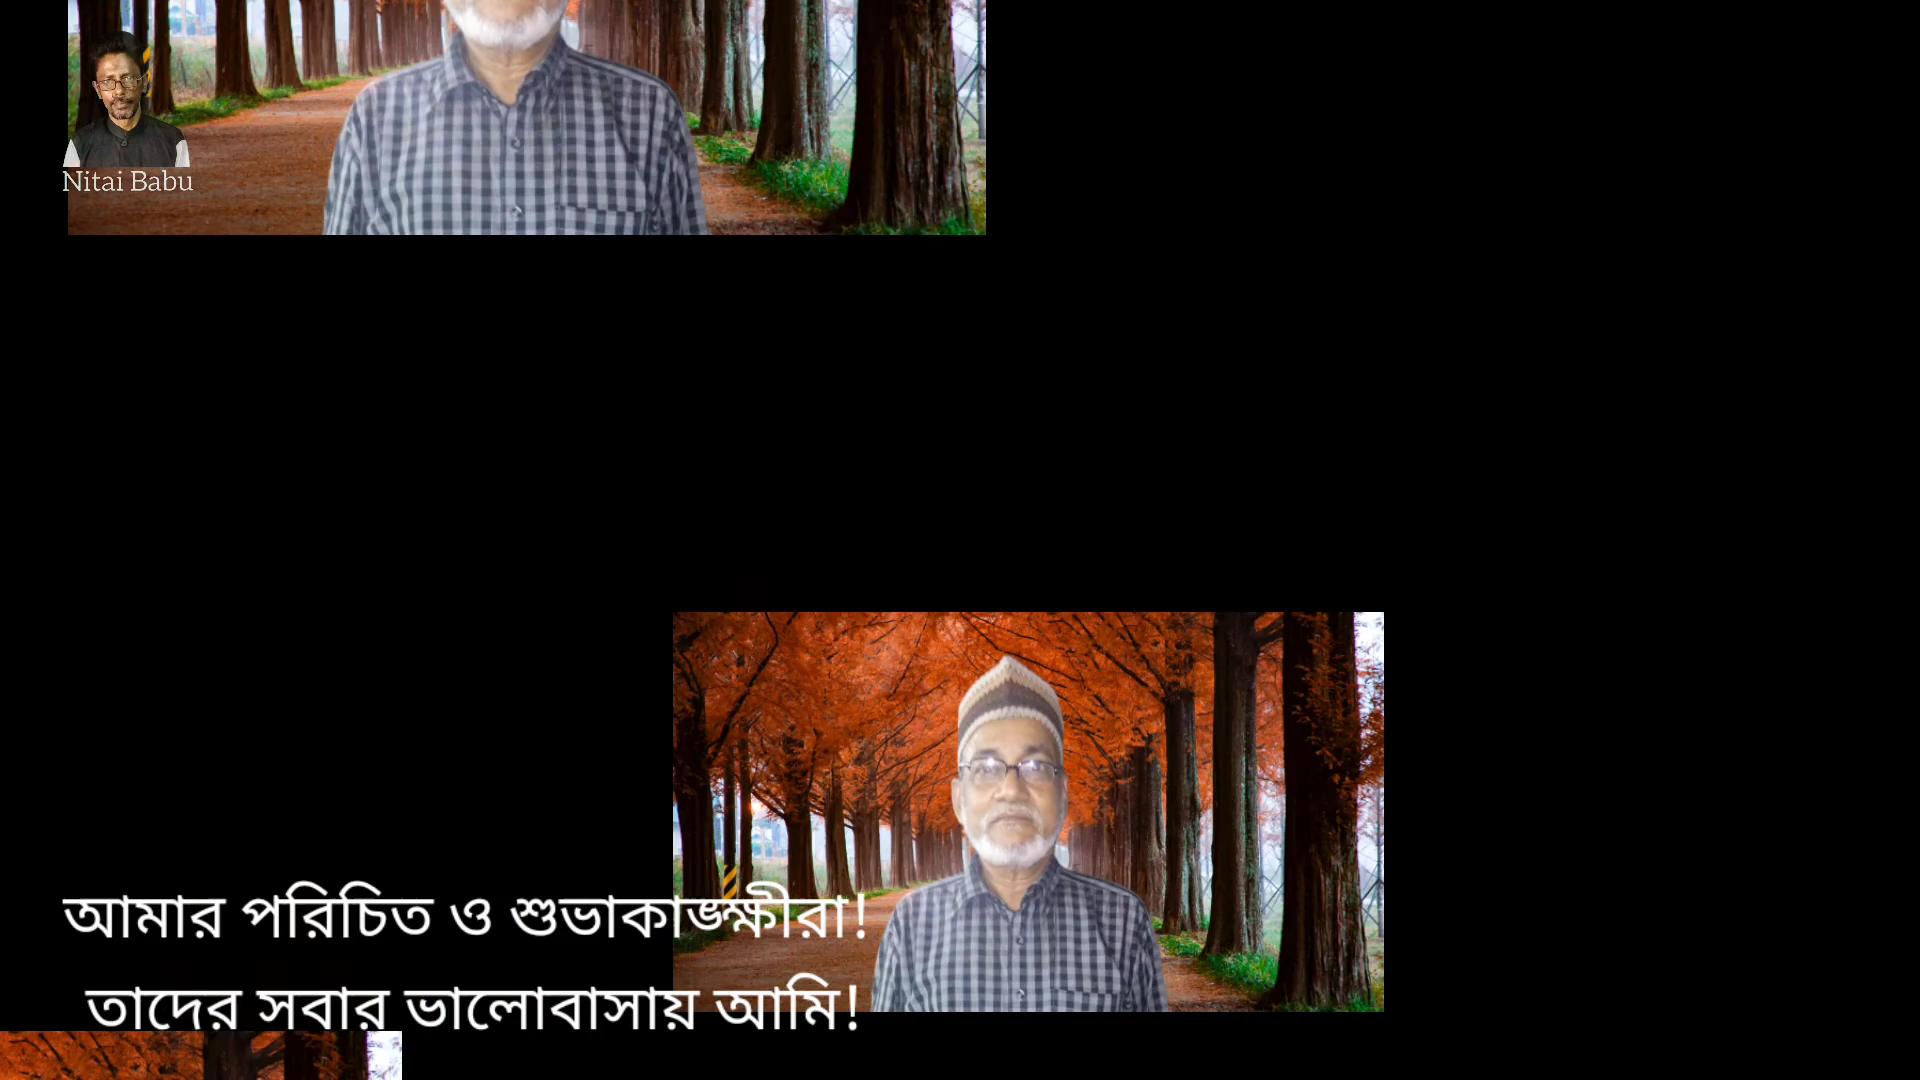 Nitai Babu
আমার পরিচিত ও শুভাকাঙ্ক্ষীরা!
তাদের সবার ভালোবাসায় আমি!